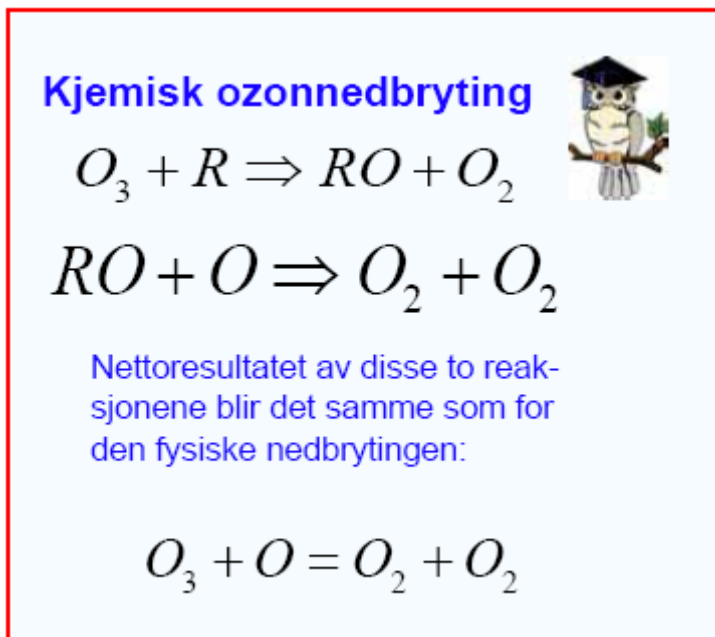 Kjemisk ozonnedbryting
O₃ + R ⇒ RO + O₂
RO + O ⇒ O₂ + O₂
Nettoresultatet av disse to reak-
sjonene blir det samme som for
den fysiske nedbrytingen:
O₃ + O = O₂ + O₂